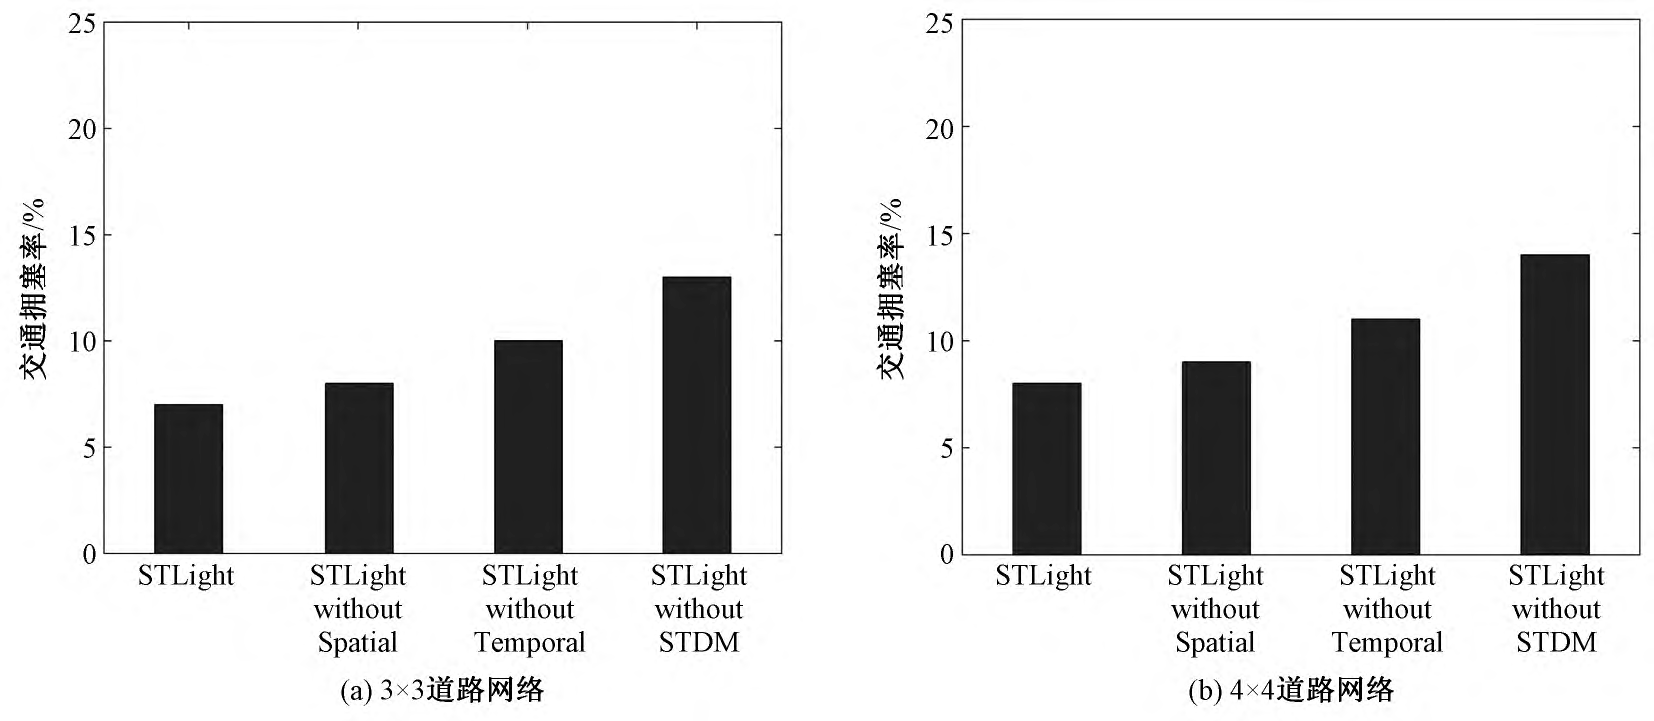 25
20
15
10
5
0
交通拥塞率/%
STLight
STLight
without
Spatial
STLight
without
Temporal
STLight
without
STDM
(a) 3×3道路网络
25
20
15
10
5
0
交通拥塞率/%
STLight
STLight
without
Spatial
STLight
without
Temporal
STLight
without
STDM
(b) 4×4道路网络